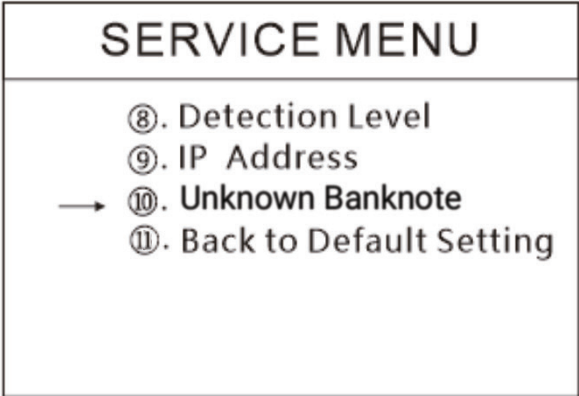 SERVICE MENU
⑧. Detection Level
⑨. IP Address
→ ⑩. Unknown Banknote
⑪. Back to Default Setting